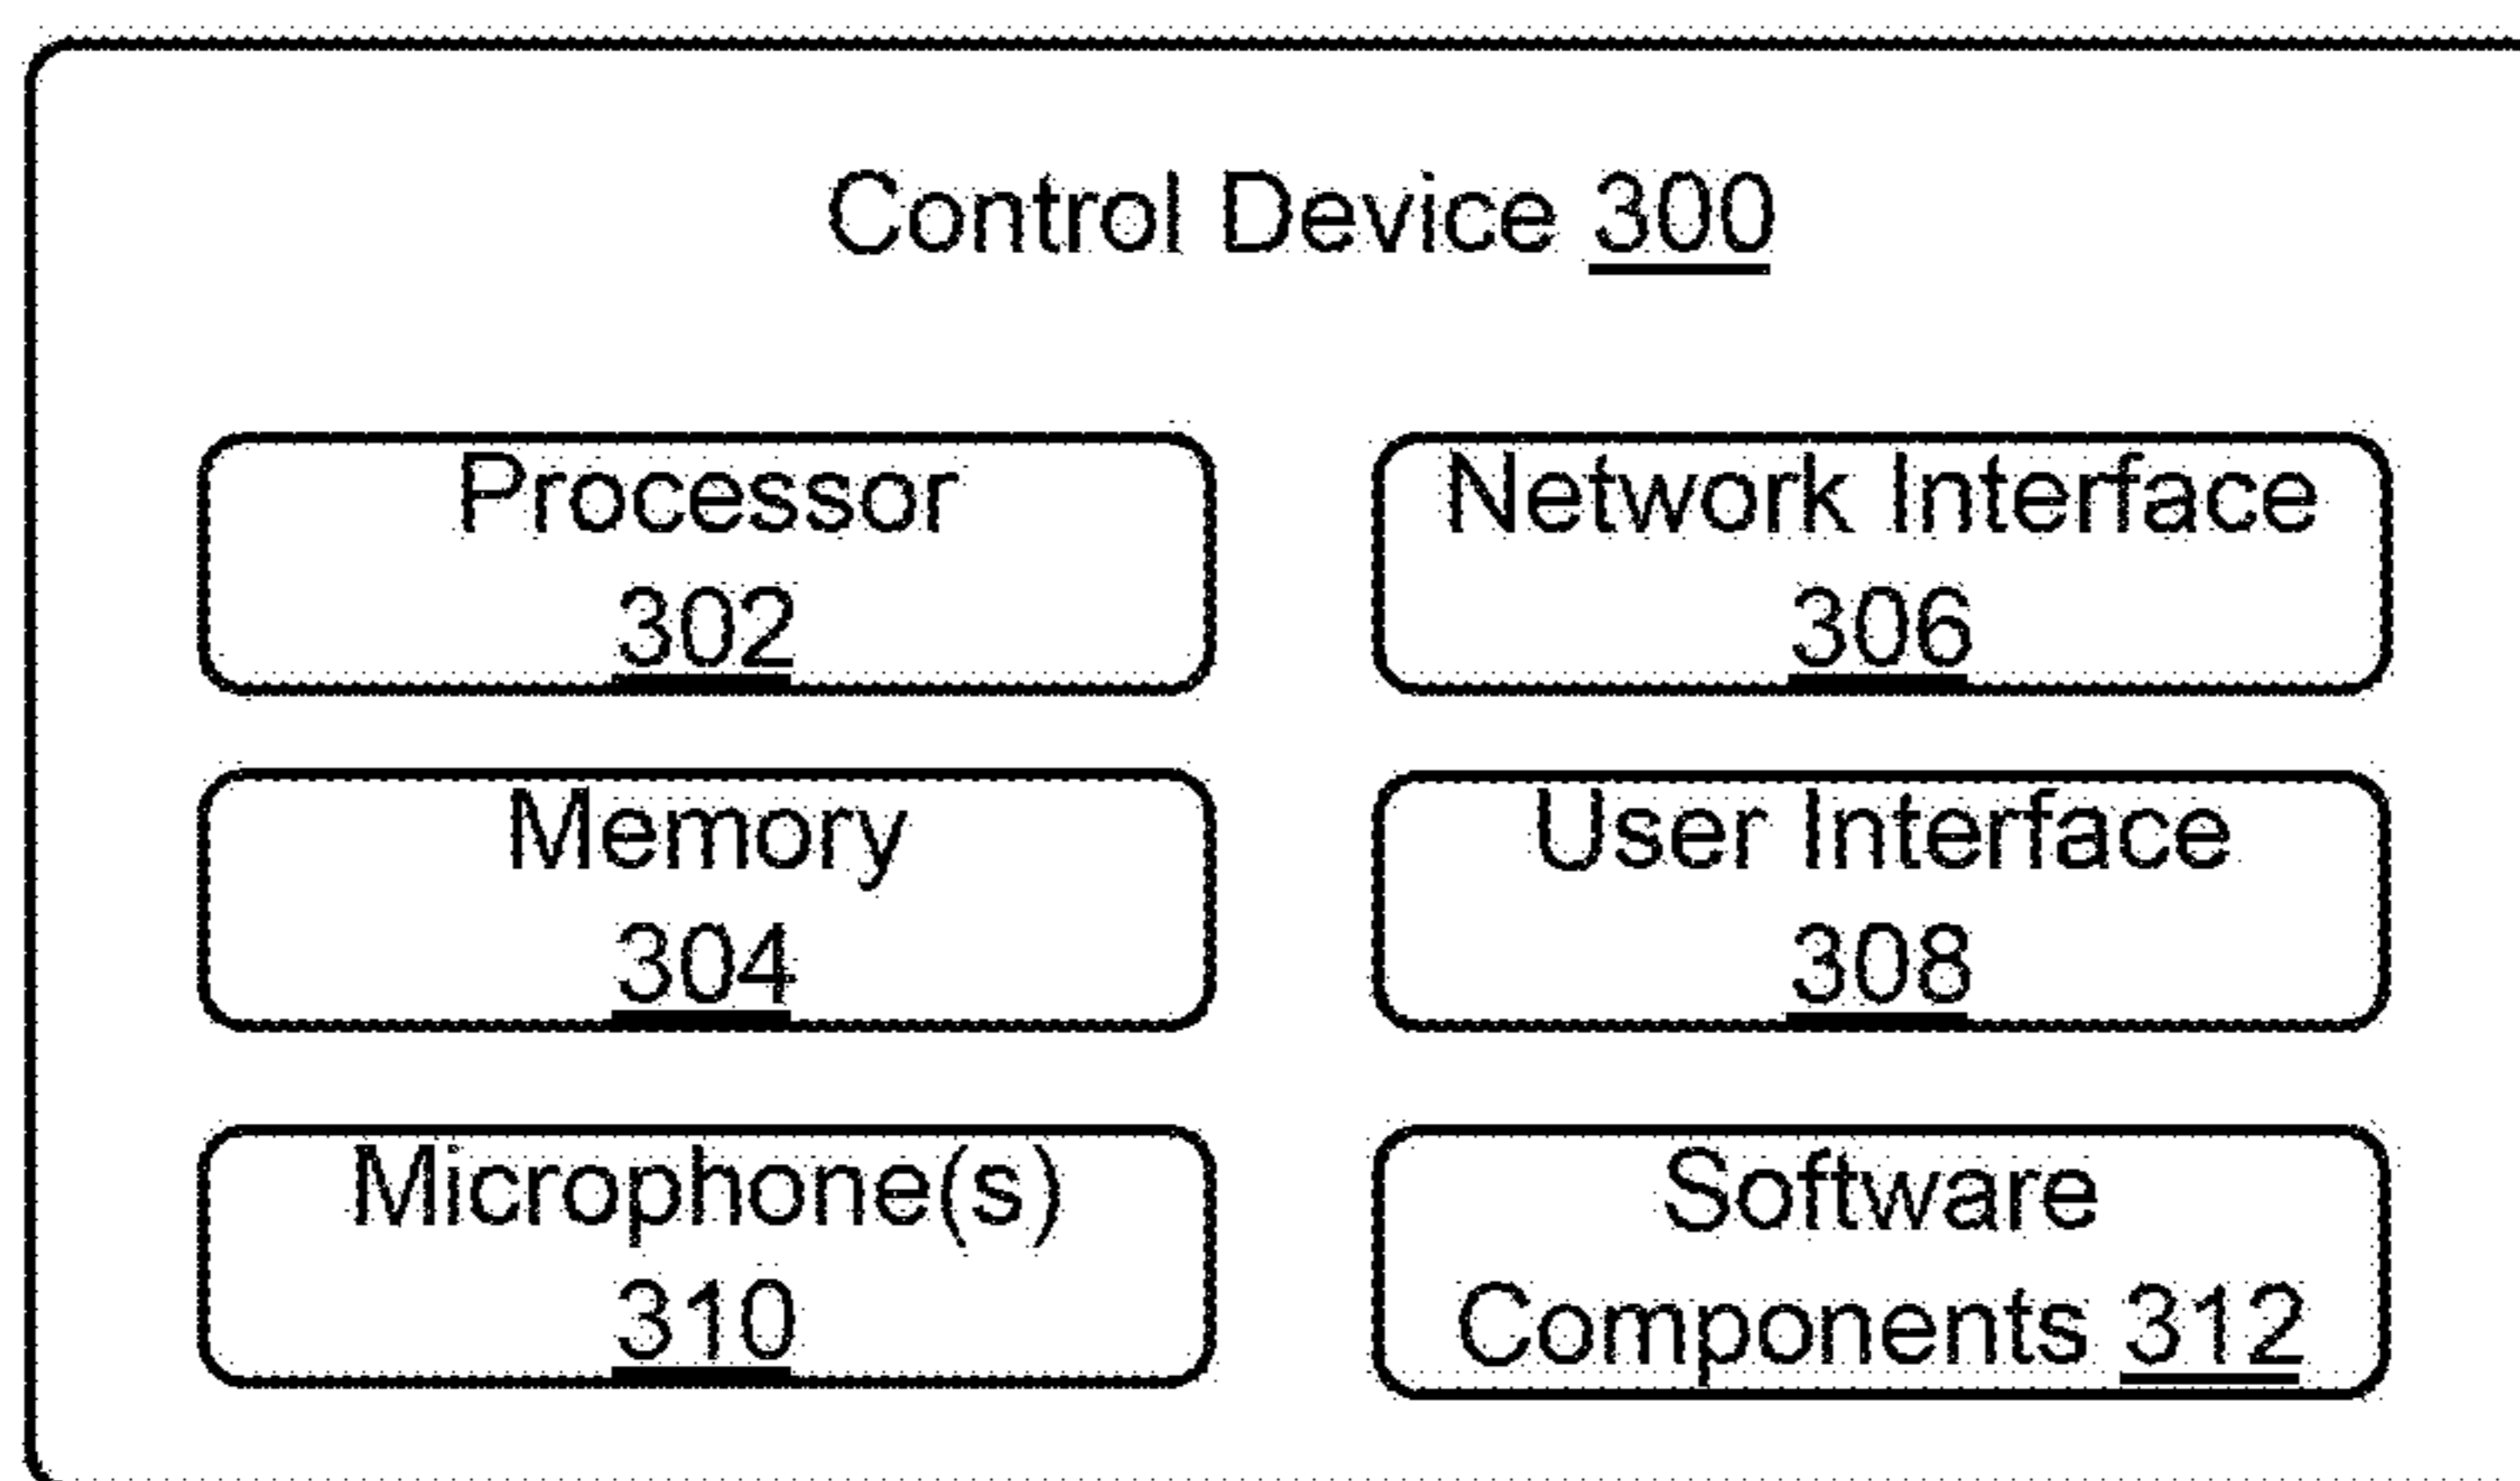 Control Device 300
Processor
302
Network Interface
306
Memory
304
User Interface
308
Microphone(s)
310
Software
Components 312